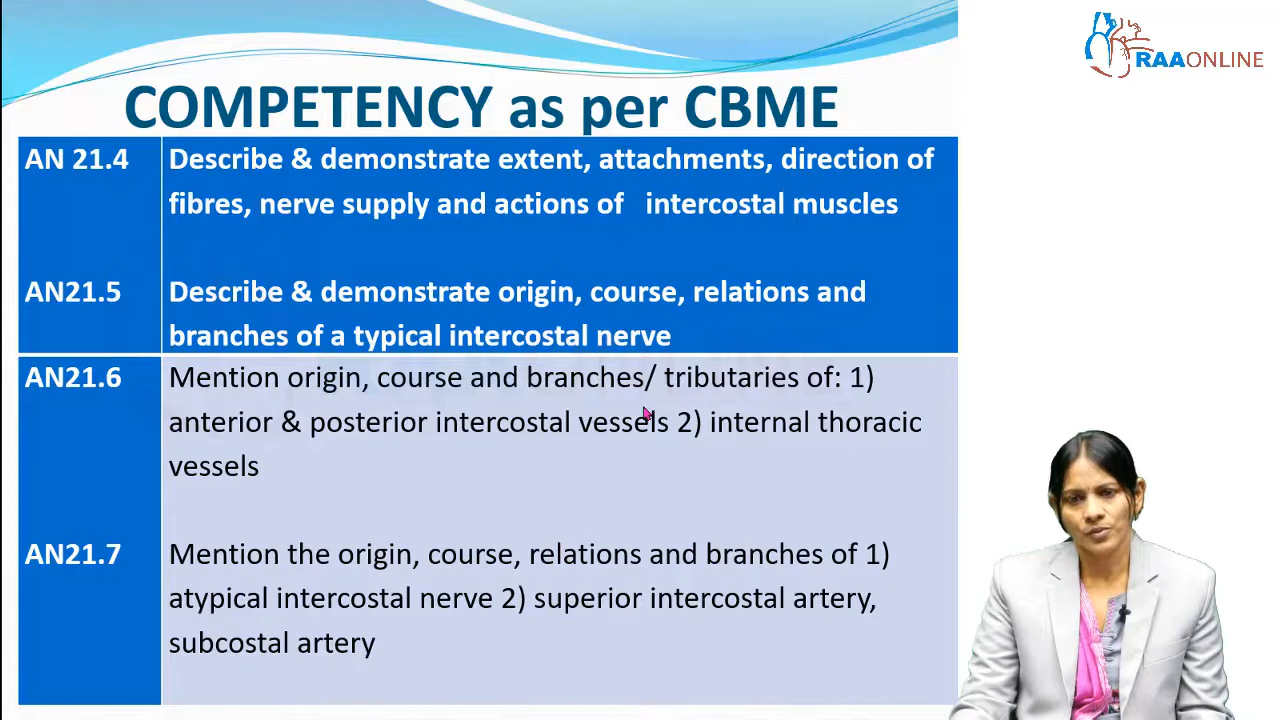 RAAONLINE
COMPETENCY as per CBME
AN 21.4
Describe & demonstrate extent, attachments, direction of
fibres, nerve supply and actions of intercostal muscles
AN21.5
Describe & demonstrate origin, course, relations and
branches of a typical intercostal nerve
AN21.6
Mention origin, course and branches/ tributaries of: 1)
anterior & posterior intercostal vessels 2) internal thoracic
vessels
AN21.7
Mention the origin, course, relations and branches of 1)
atypical intercostal nerve 2) superior intercostal artery,
subcostal artery